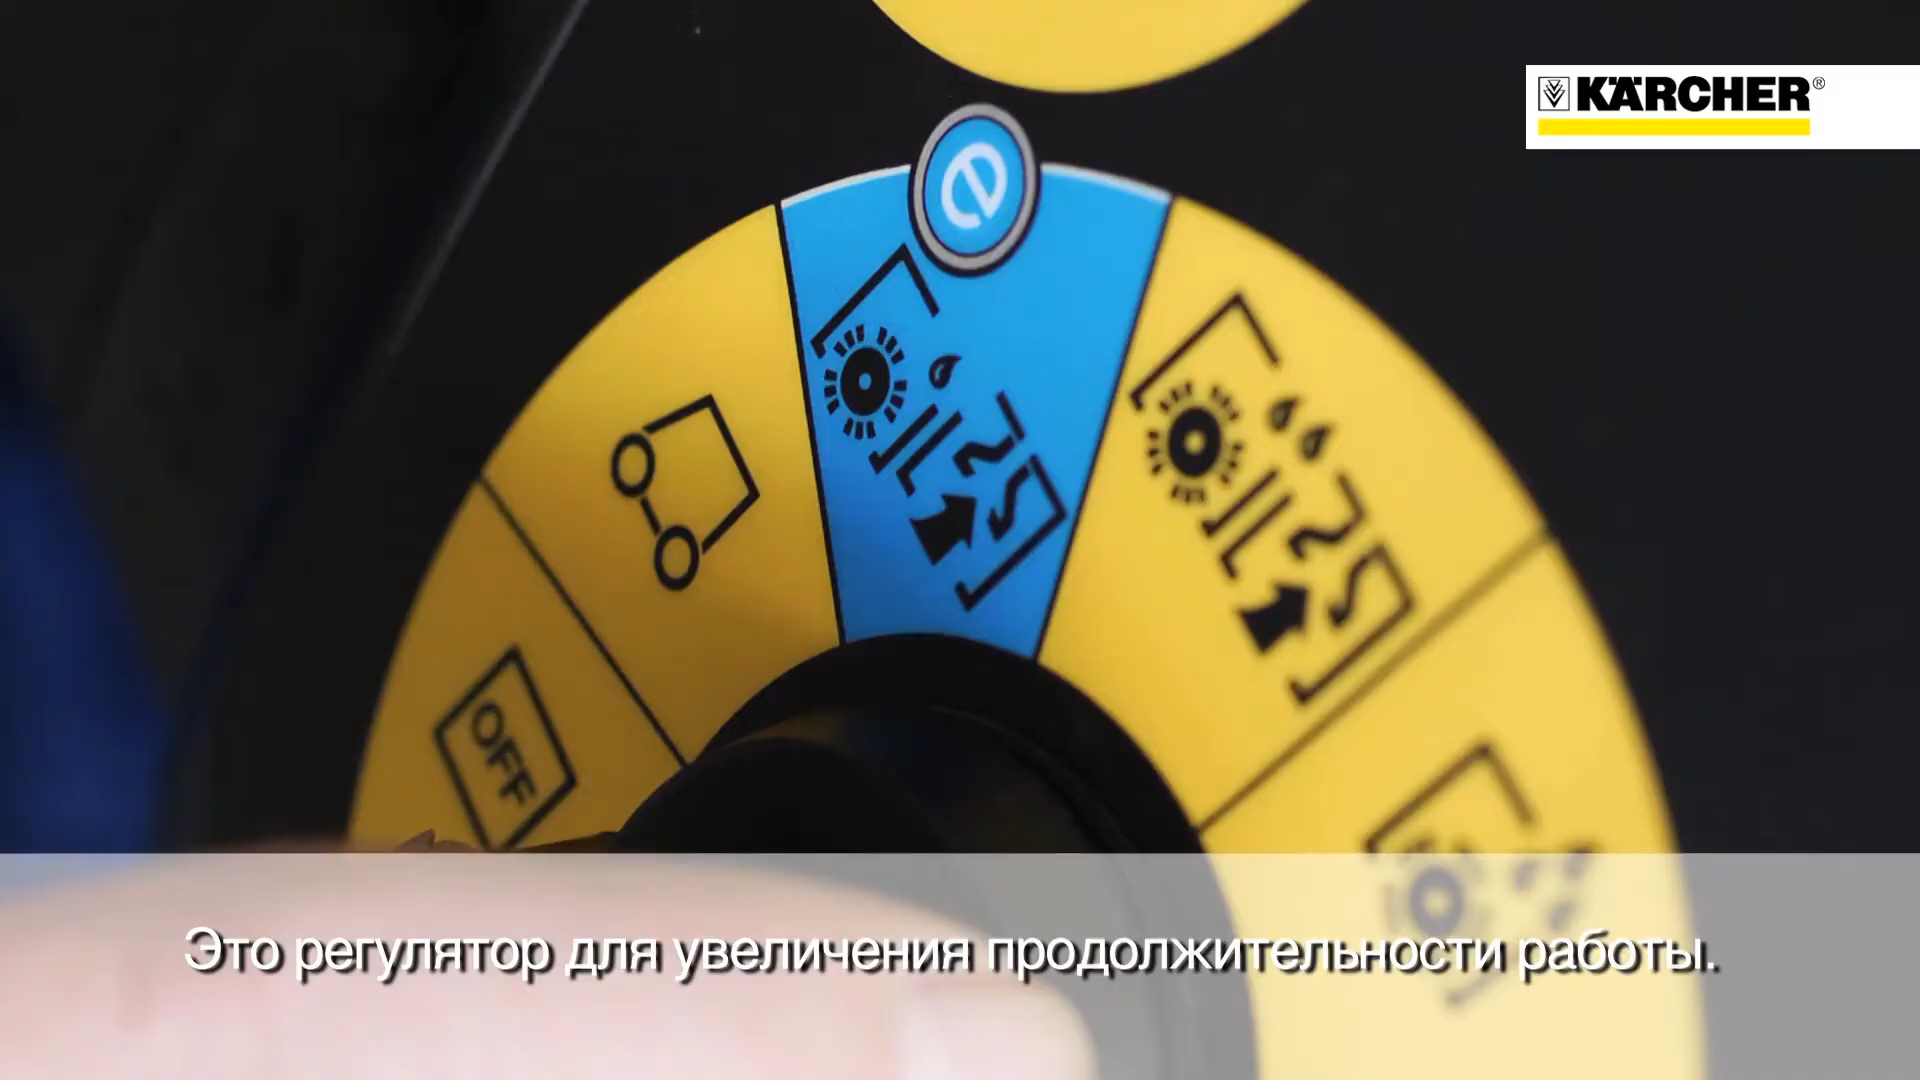 KÄRCHER®
e
OFF
Это регулятор для увеличения продолжительности работы.